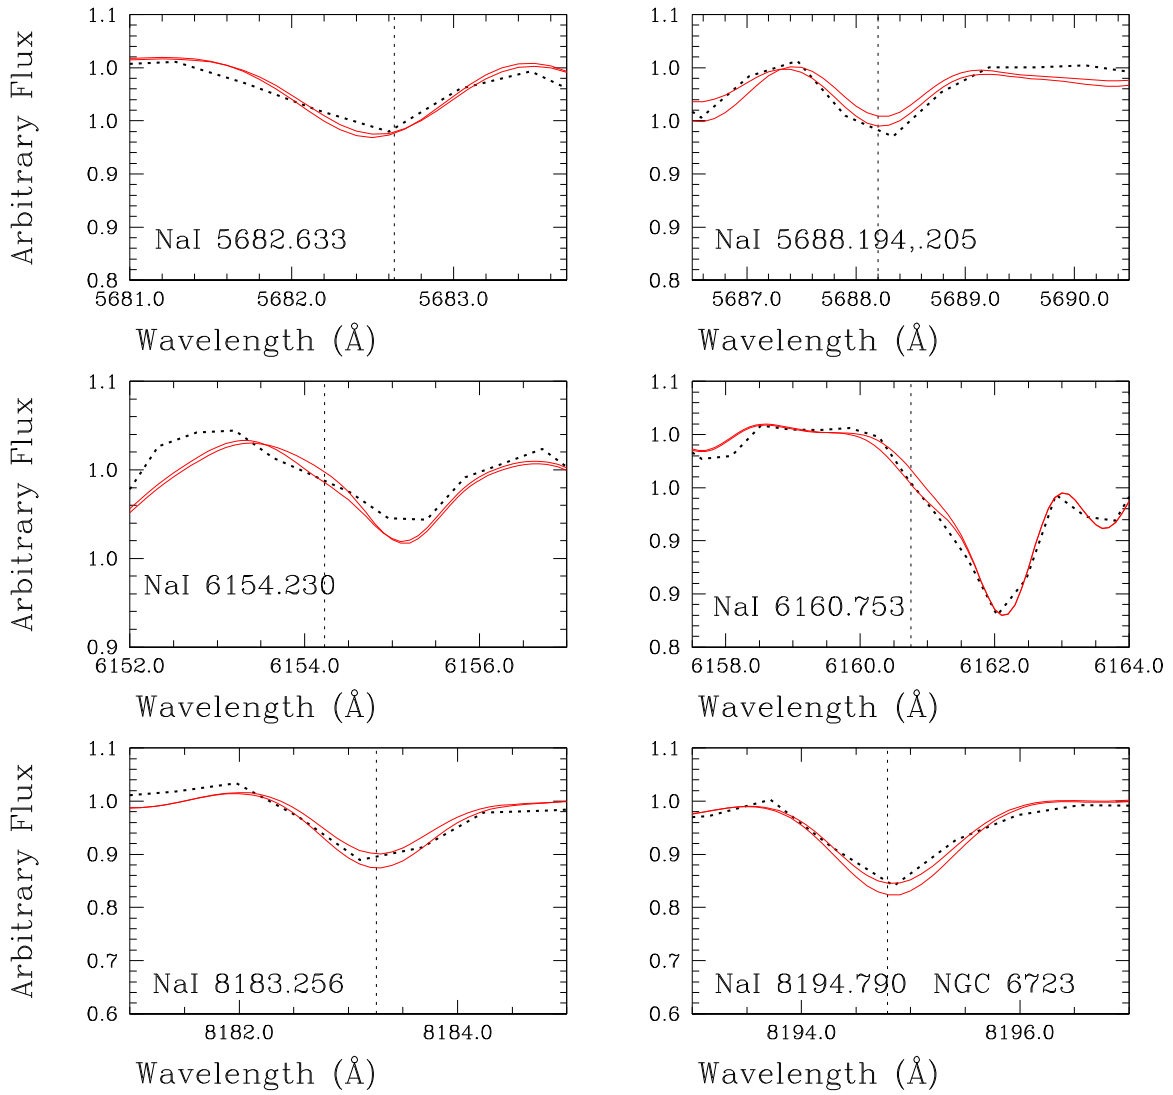 1.1
1.0
1.0
0.9
0.9
0.8
Arbitrary Flux
NaI 5682.633
5681.0 5682.0 5683.0
Wavelength (Å)
1.1
1.0
1.0
0.9
0.9
0.8
NaI 5688.194,.205
5687.0 5688.0 5689.0 5690.0
Wavelength (Å)
1.1
1.0
1.0
0.9
Arbitrary Flux
NaI 6154.230
6152.0 6154.0 6156.0
Wavelength (Å)
1.1
1.0
1.0
0.9
0.9
0.8
NaI 6160.753
6158.0 6160.0 6162.0 6164.0
Wavelength (Å)
1.1
1.0
0.9
0.8
0.7
0.6
Arbitrary Flux
NaI 8183.256
8182.0 8184.0
Wavelength (Å)
1.1
1.0
0.9
0.8
0.7
0.6
NaI 8194.790 NGC 6723
8194.0 8196.0
Wavelength (Å)